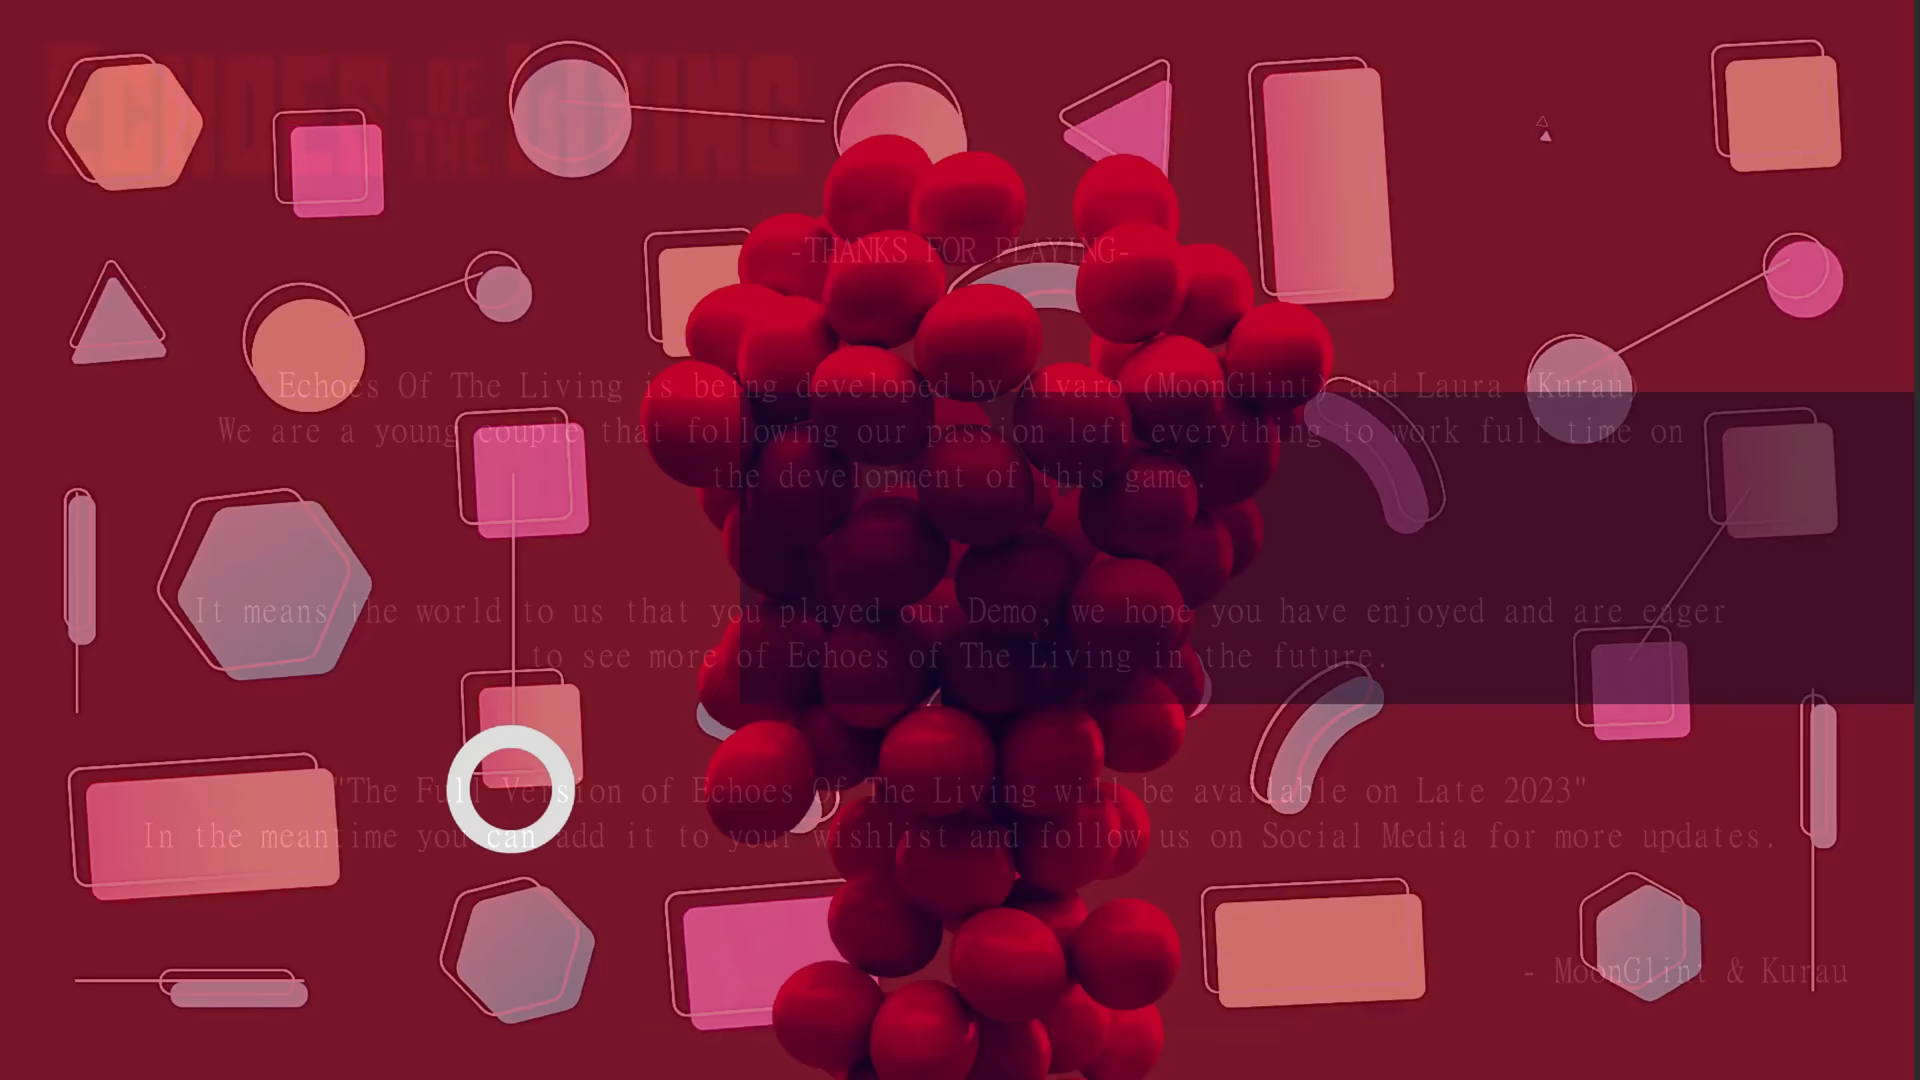 ECHOES OF THE LIVING
-THANKS FOR PLAYING-
Echoes Of The Living is being developed by Alvaro (MoonGlint) and Laura (Kurau)
We are a young couple that following our passion left everything to work full time on
the development of this game.
It means the world to us that you played our Demo, we hope you have enjoyed and are eager
to see more of Echoes of The Living in the future.
"The Full Version of Echoes Of The Living will be available on Late 2023"
In the meantime you can add it to your wishlist and follow us on Social Media for more updates.
- MoonGlint & Kurau